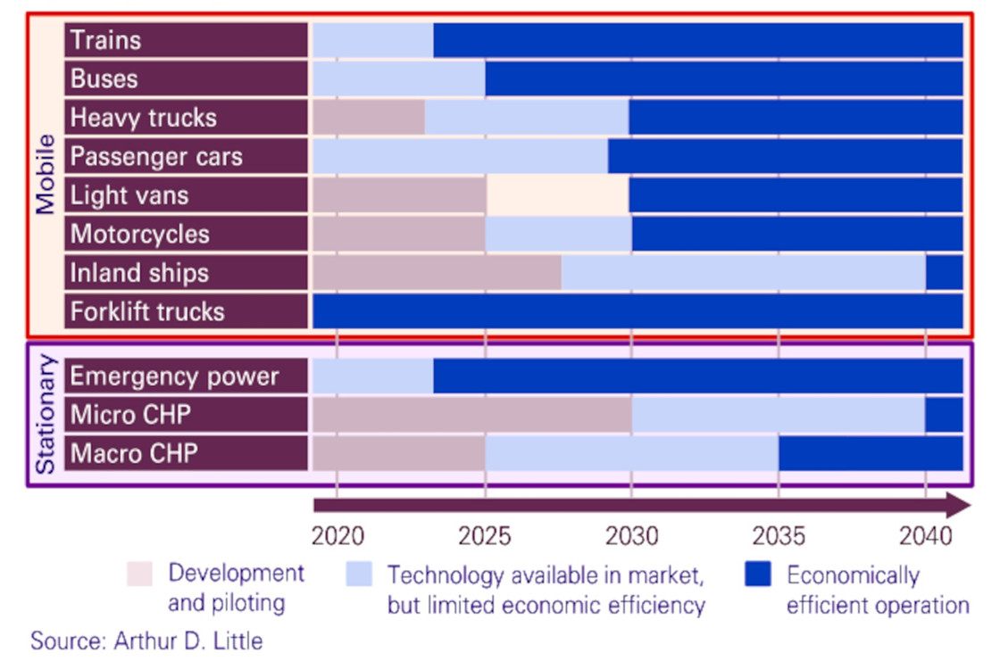 Mobile
Trains
Buses
Heavy trucks
Passenger cars
Light vans
Motorcycles
Inland ships
Forklift trucks
Stationary
Emergency power
Micro CHP
Macro CHP
2020 2025 2030 2035 2040
Development
and piloting
Technology available in market,
but limited economic efficiency
Economically
efficient operation
Source: Arthur D. Little